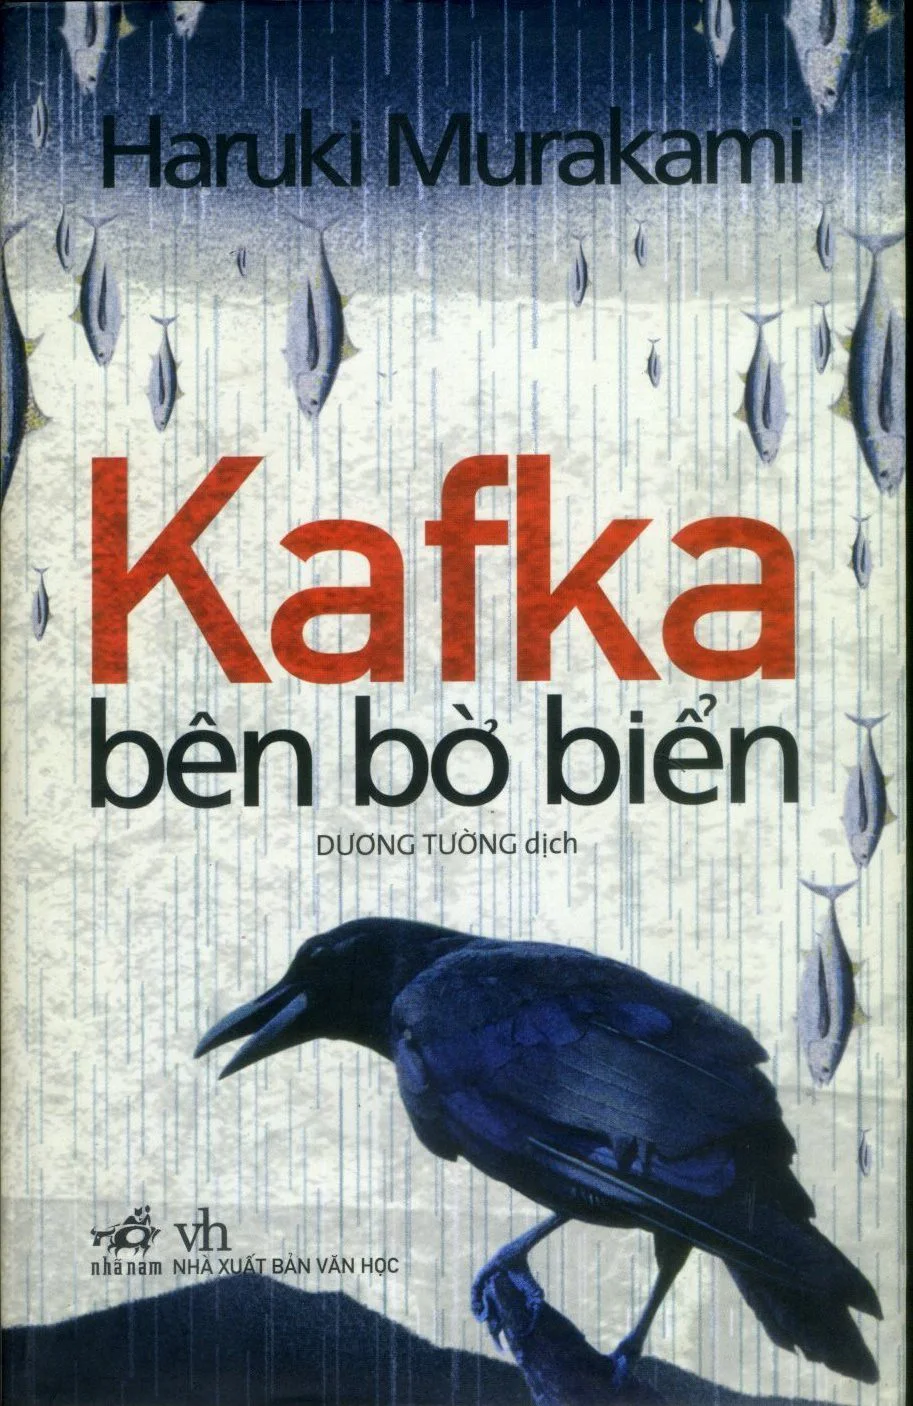 Haruki Murakami
Kafka
bên bờ biển
DƯƠNG TƯỜNG dịch
vh
nhã nam NHÀ XUẤT BẢN VĂN HỌC